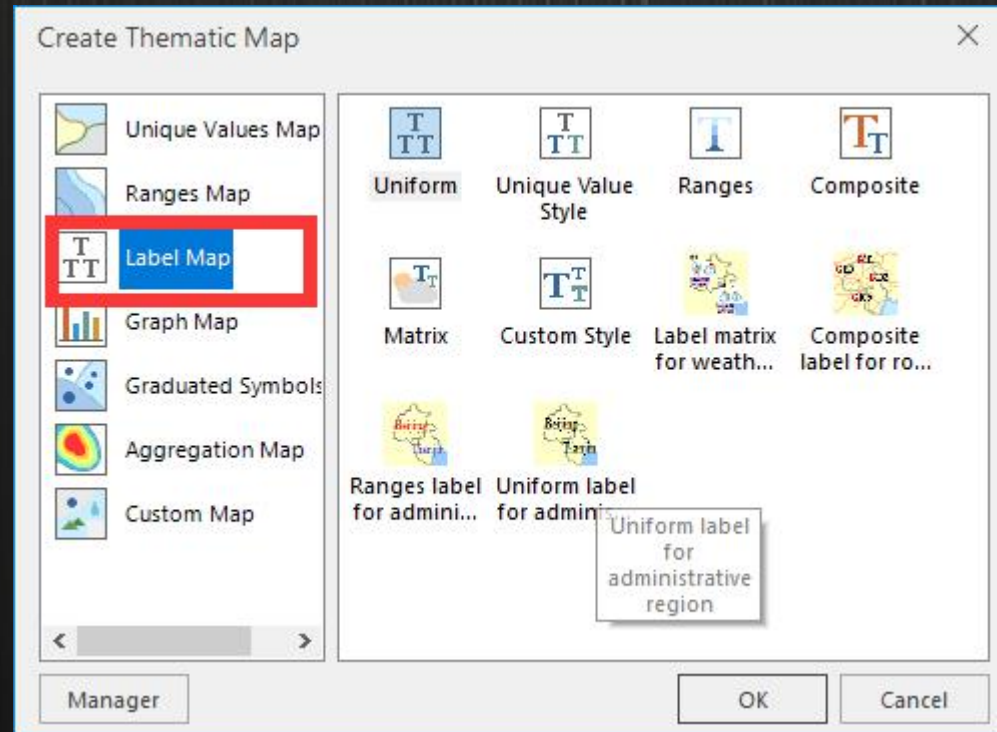 Create Thematic Map
Unique Values Map
Ranges Map
Label Map
Graph Map
Graduated Symbols
Aggregation Map
Custom Map
Uniform
Unique Value
Style
Ranges
Composite
Matrix
Custom Style
Label matrix
for weath...
Composite
label for ro...
Ranges label
for admini...
Uniform label
for adminis...
Uniform label
for
administrative
region
Manager
OK
Cancel